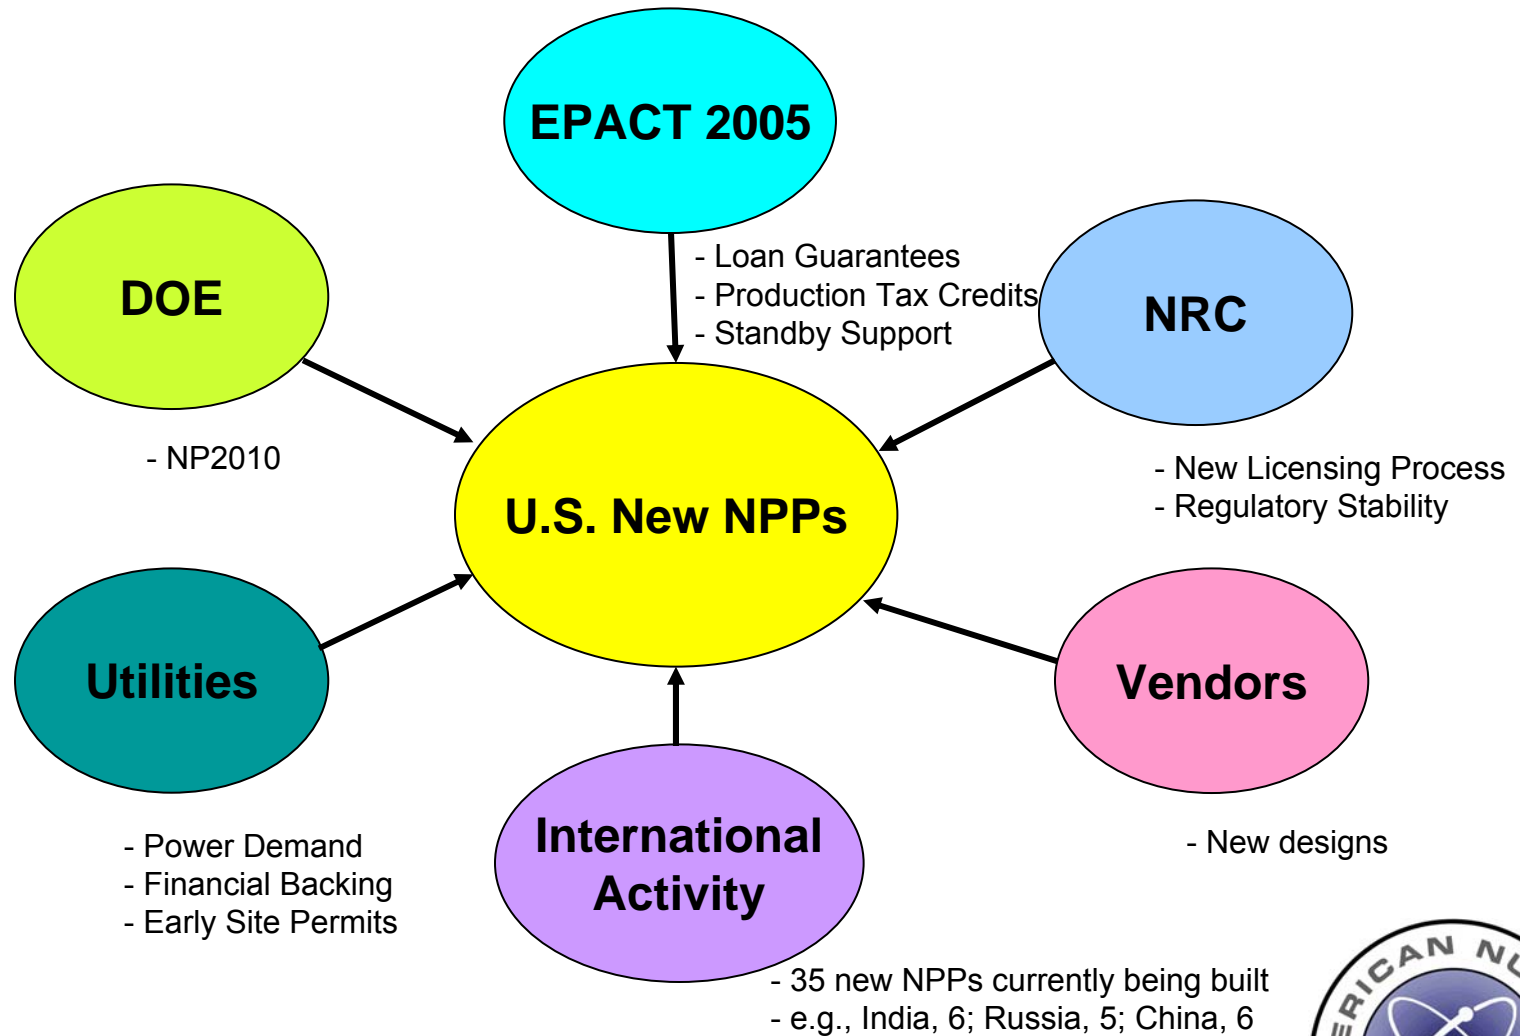 EPACT 2005
- Loan Guarantees
- Production Tax Credits
- Standby Support
DOE
- NP2010
NRC
- New Licensing Process
- Regulatory Stability
U.S. New NPPs
Utilities
- Power Demand
- Financial Backing
- Early Site Permits
International
Activity
- 35 new NPPs currently being built
- e.g., India, 6; Russia, 5; China, 6
Vendors
- New designs